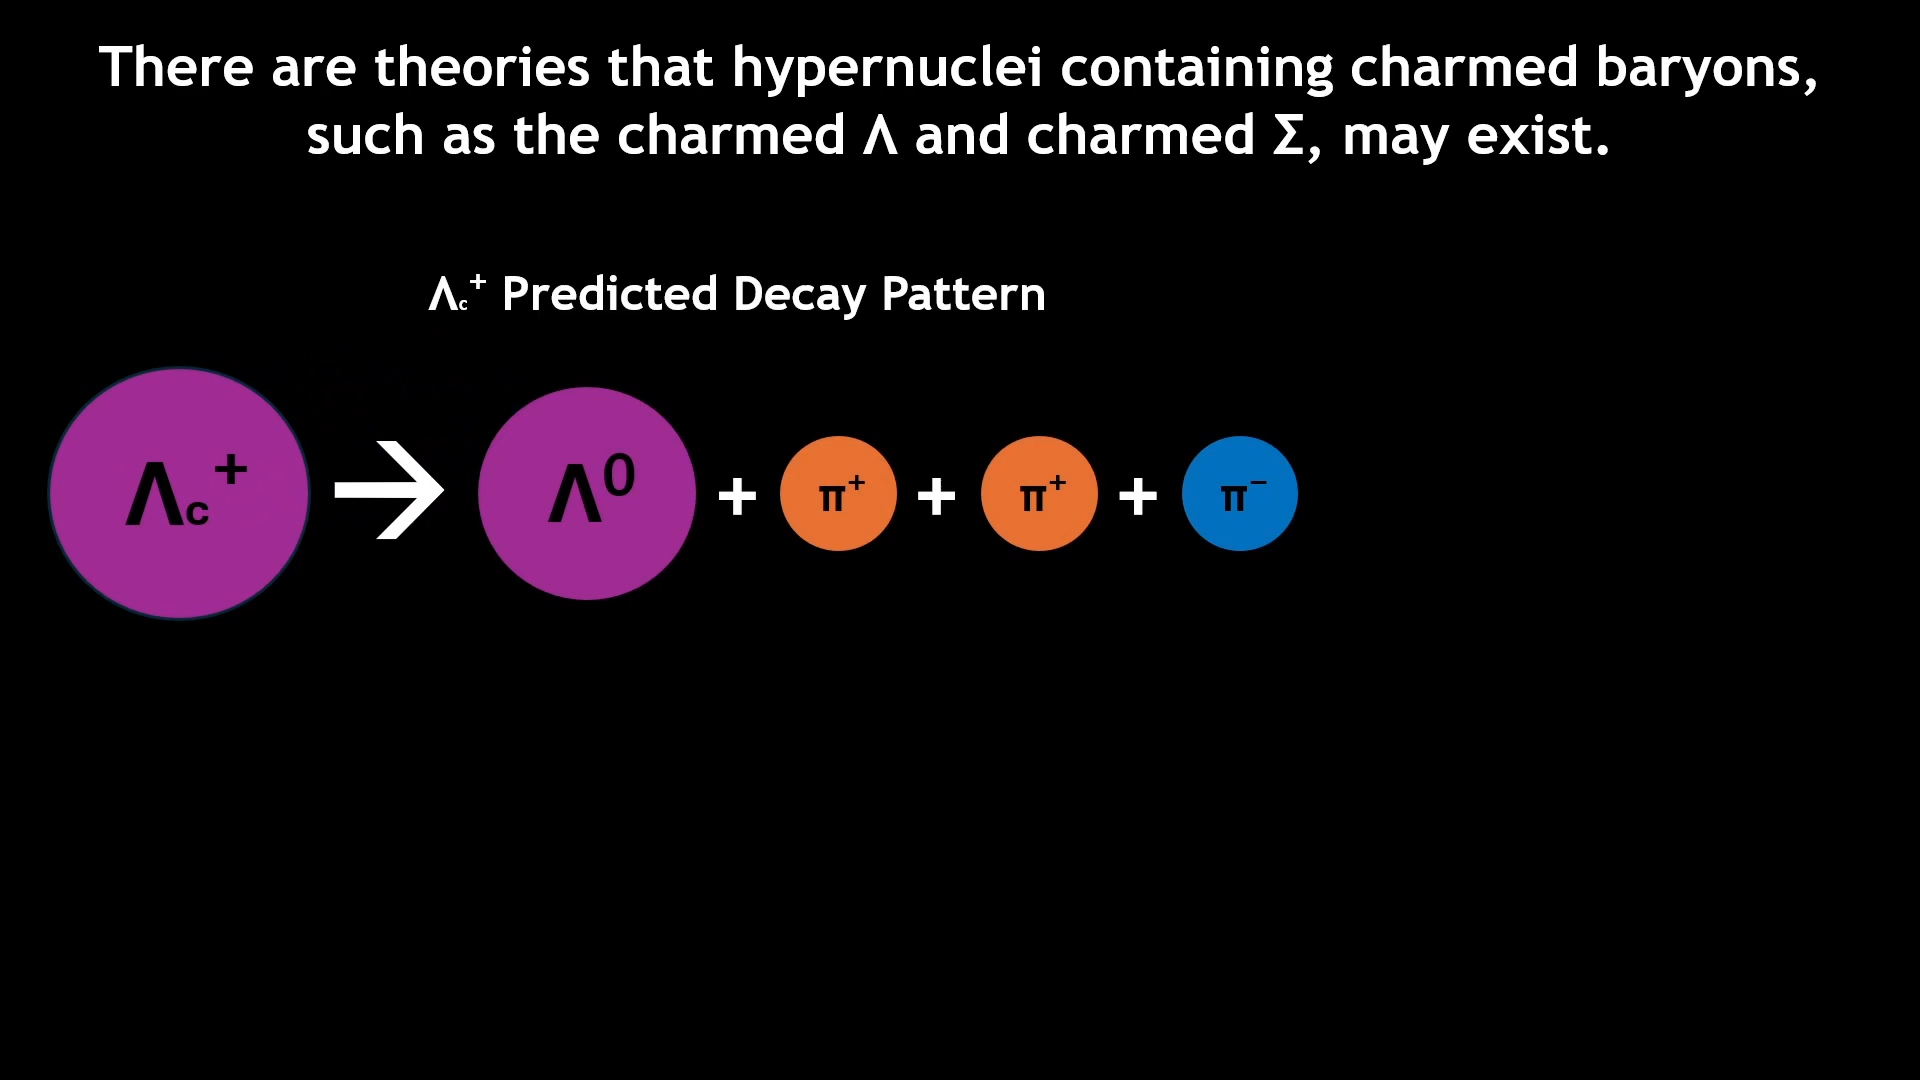 There are theories that hypernuclei containing charmed baryons,
such as the charmed Λ and charmed Σ, may exist.
Λc⁺ Predicted Decay Pattern
Λc⁺ → Λ⁰ + π⁺ + π⁺ + π⁻